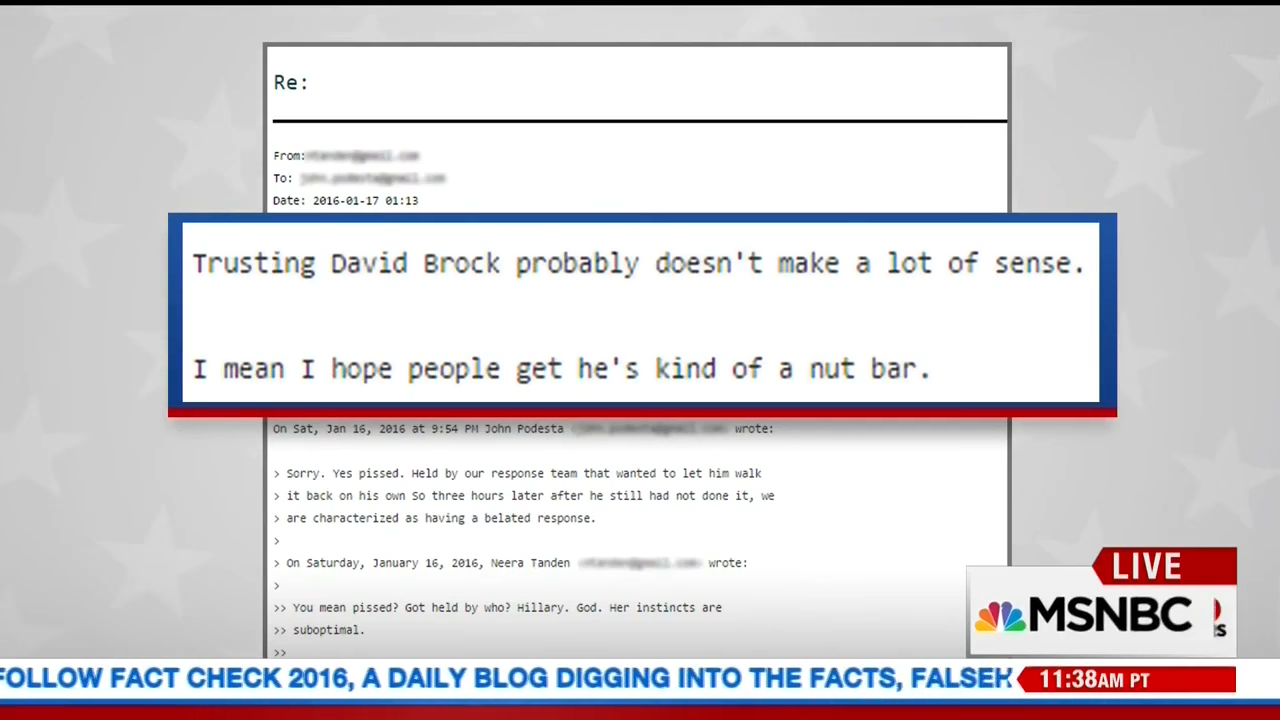 Re:
From:
To:
Date: 2016-01-17 01:13
Trusting David Brock probably doesn't make a lot of sense.
I mean I hope people get he's kind of a nut bar.
On Sat, Jan 16, 2016 at 9:54 PM John Podesta wrote:
> Sorry. Yes pissed. Held by our response team that wanted to let him walk
> it back on his own So three hours later after he still had not done it, we
> are characterized as having a belated response.
>
> On Saturday, January 16, 2016, Neera Tanden wrote:
>
>> You mean pissed? Got held by who? Hillary. God. Her instincts are
>> suboptimal.
>>
LIVE
MSNBC
FOLLOW FACT CHECK 2016, A DAILY BLOG DIGGING INTO THE FACTS, FALSEH
11:38AM PT